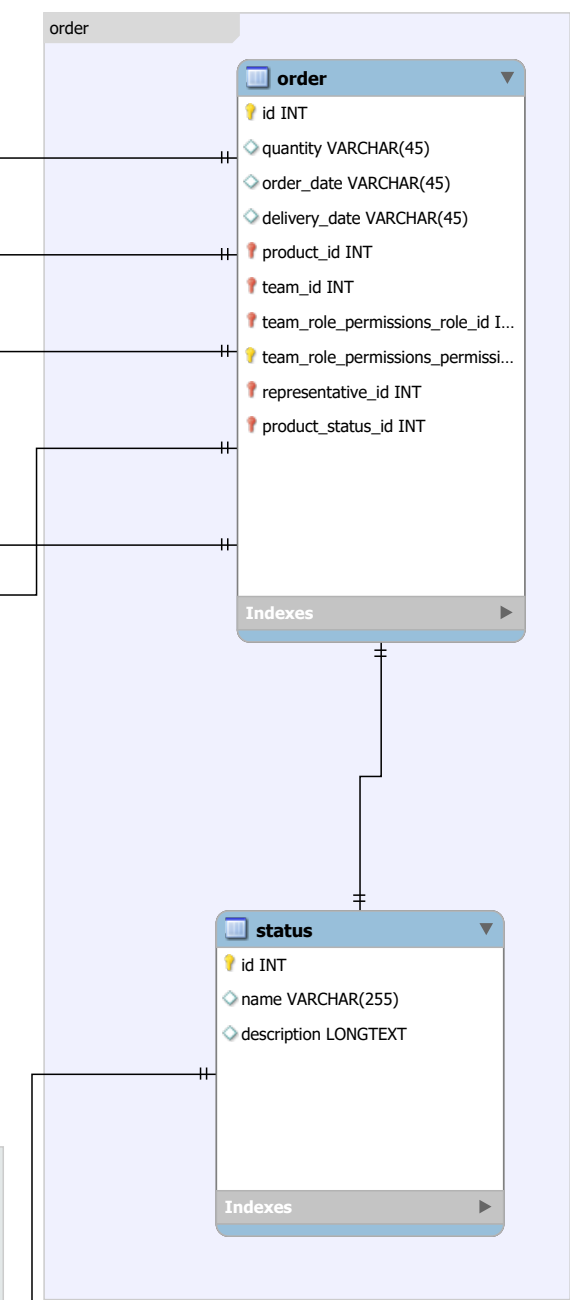 order
order
id INT
quantity VARCHAR(45)
order_date VARCHAR(45)
delivery_date VARCHAR(45)
product_id INT
team_id INT
team_role_permissions_role_id I...
team_role_permissions_permissi...
representative_id INT
product_status_id INT
Indexes
status
id INT
name VARCHAR(255)
description LONGTEXT
Indexes